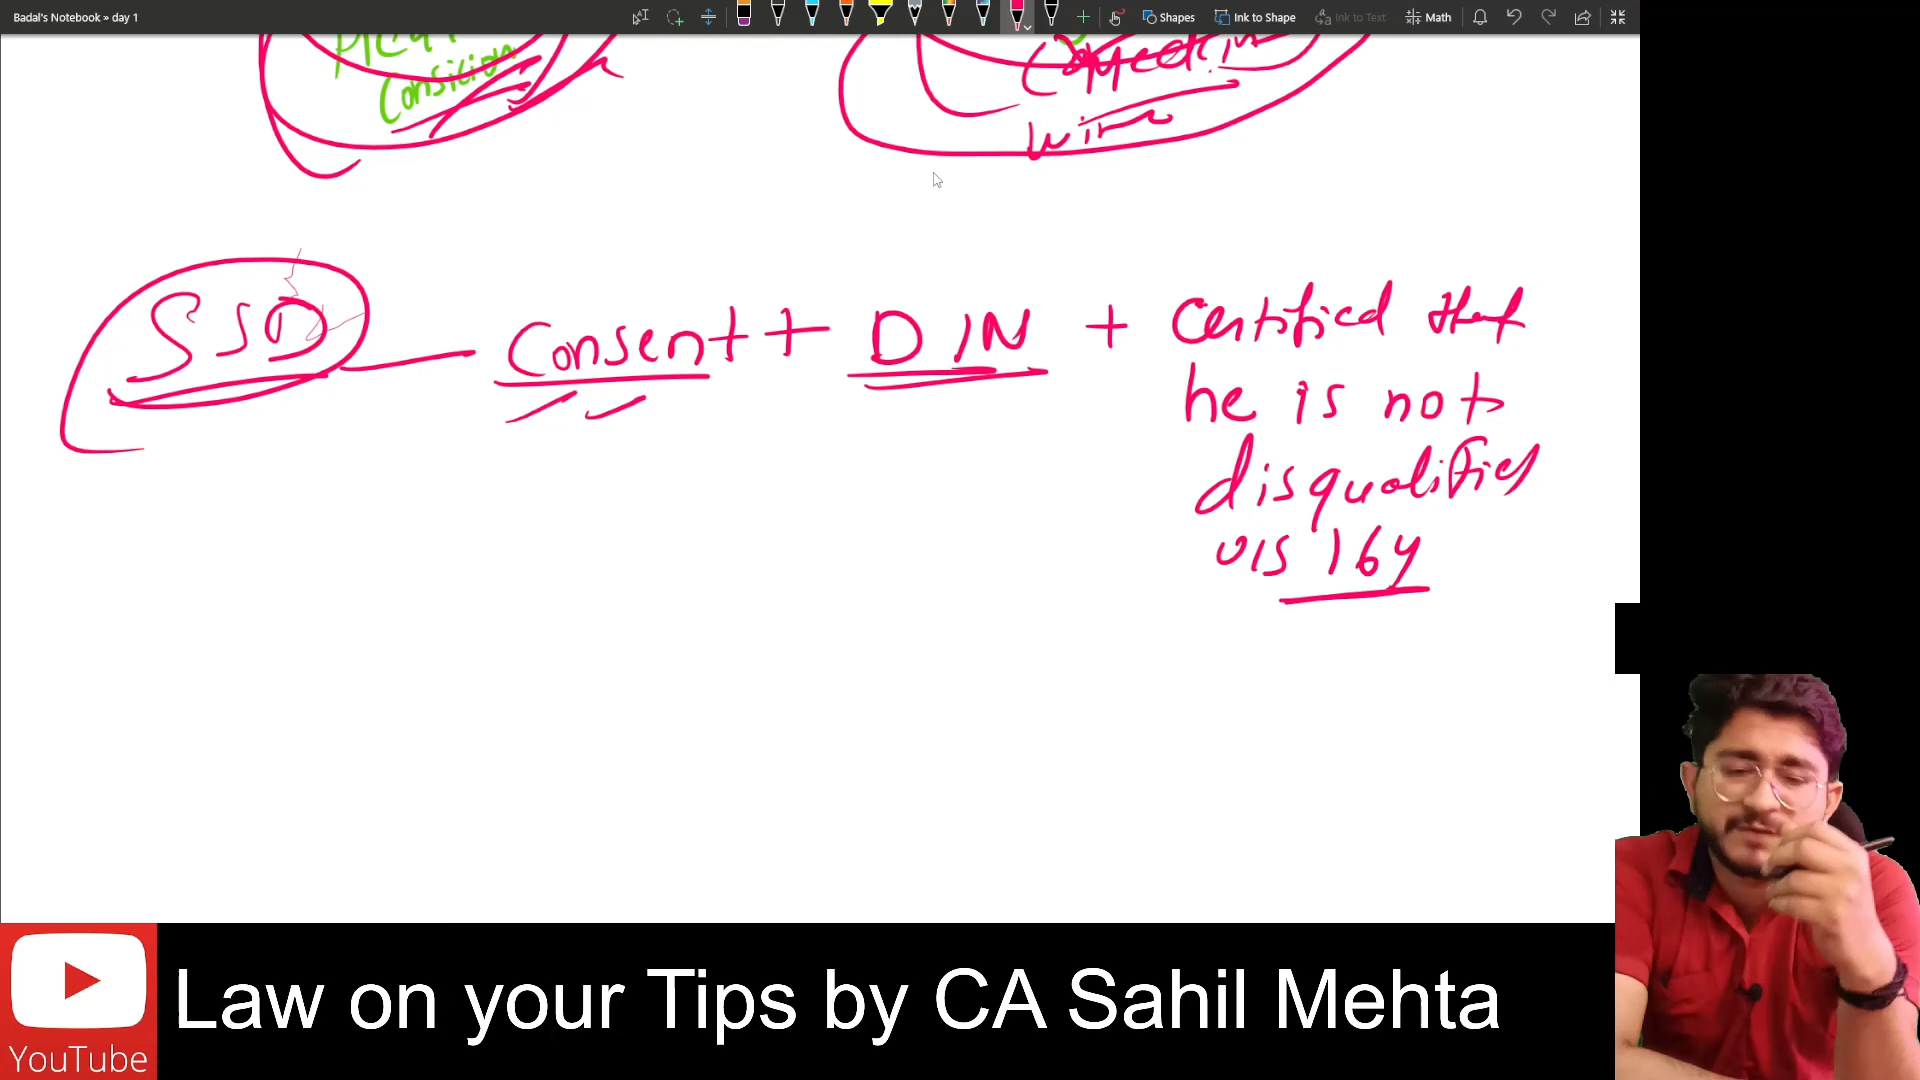 Badal's Notebook » day 1
Shapes
Ink to Shape
Ink to Text
Math
wire
SSD
Consent + DIN + Certified that
he is not
disqualified
u/s 164
YouTube
Law on your Tips by CA Sahil Mehta